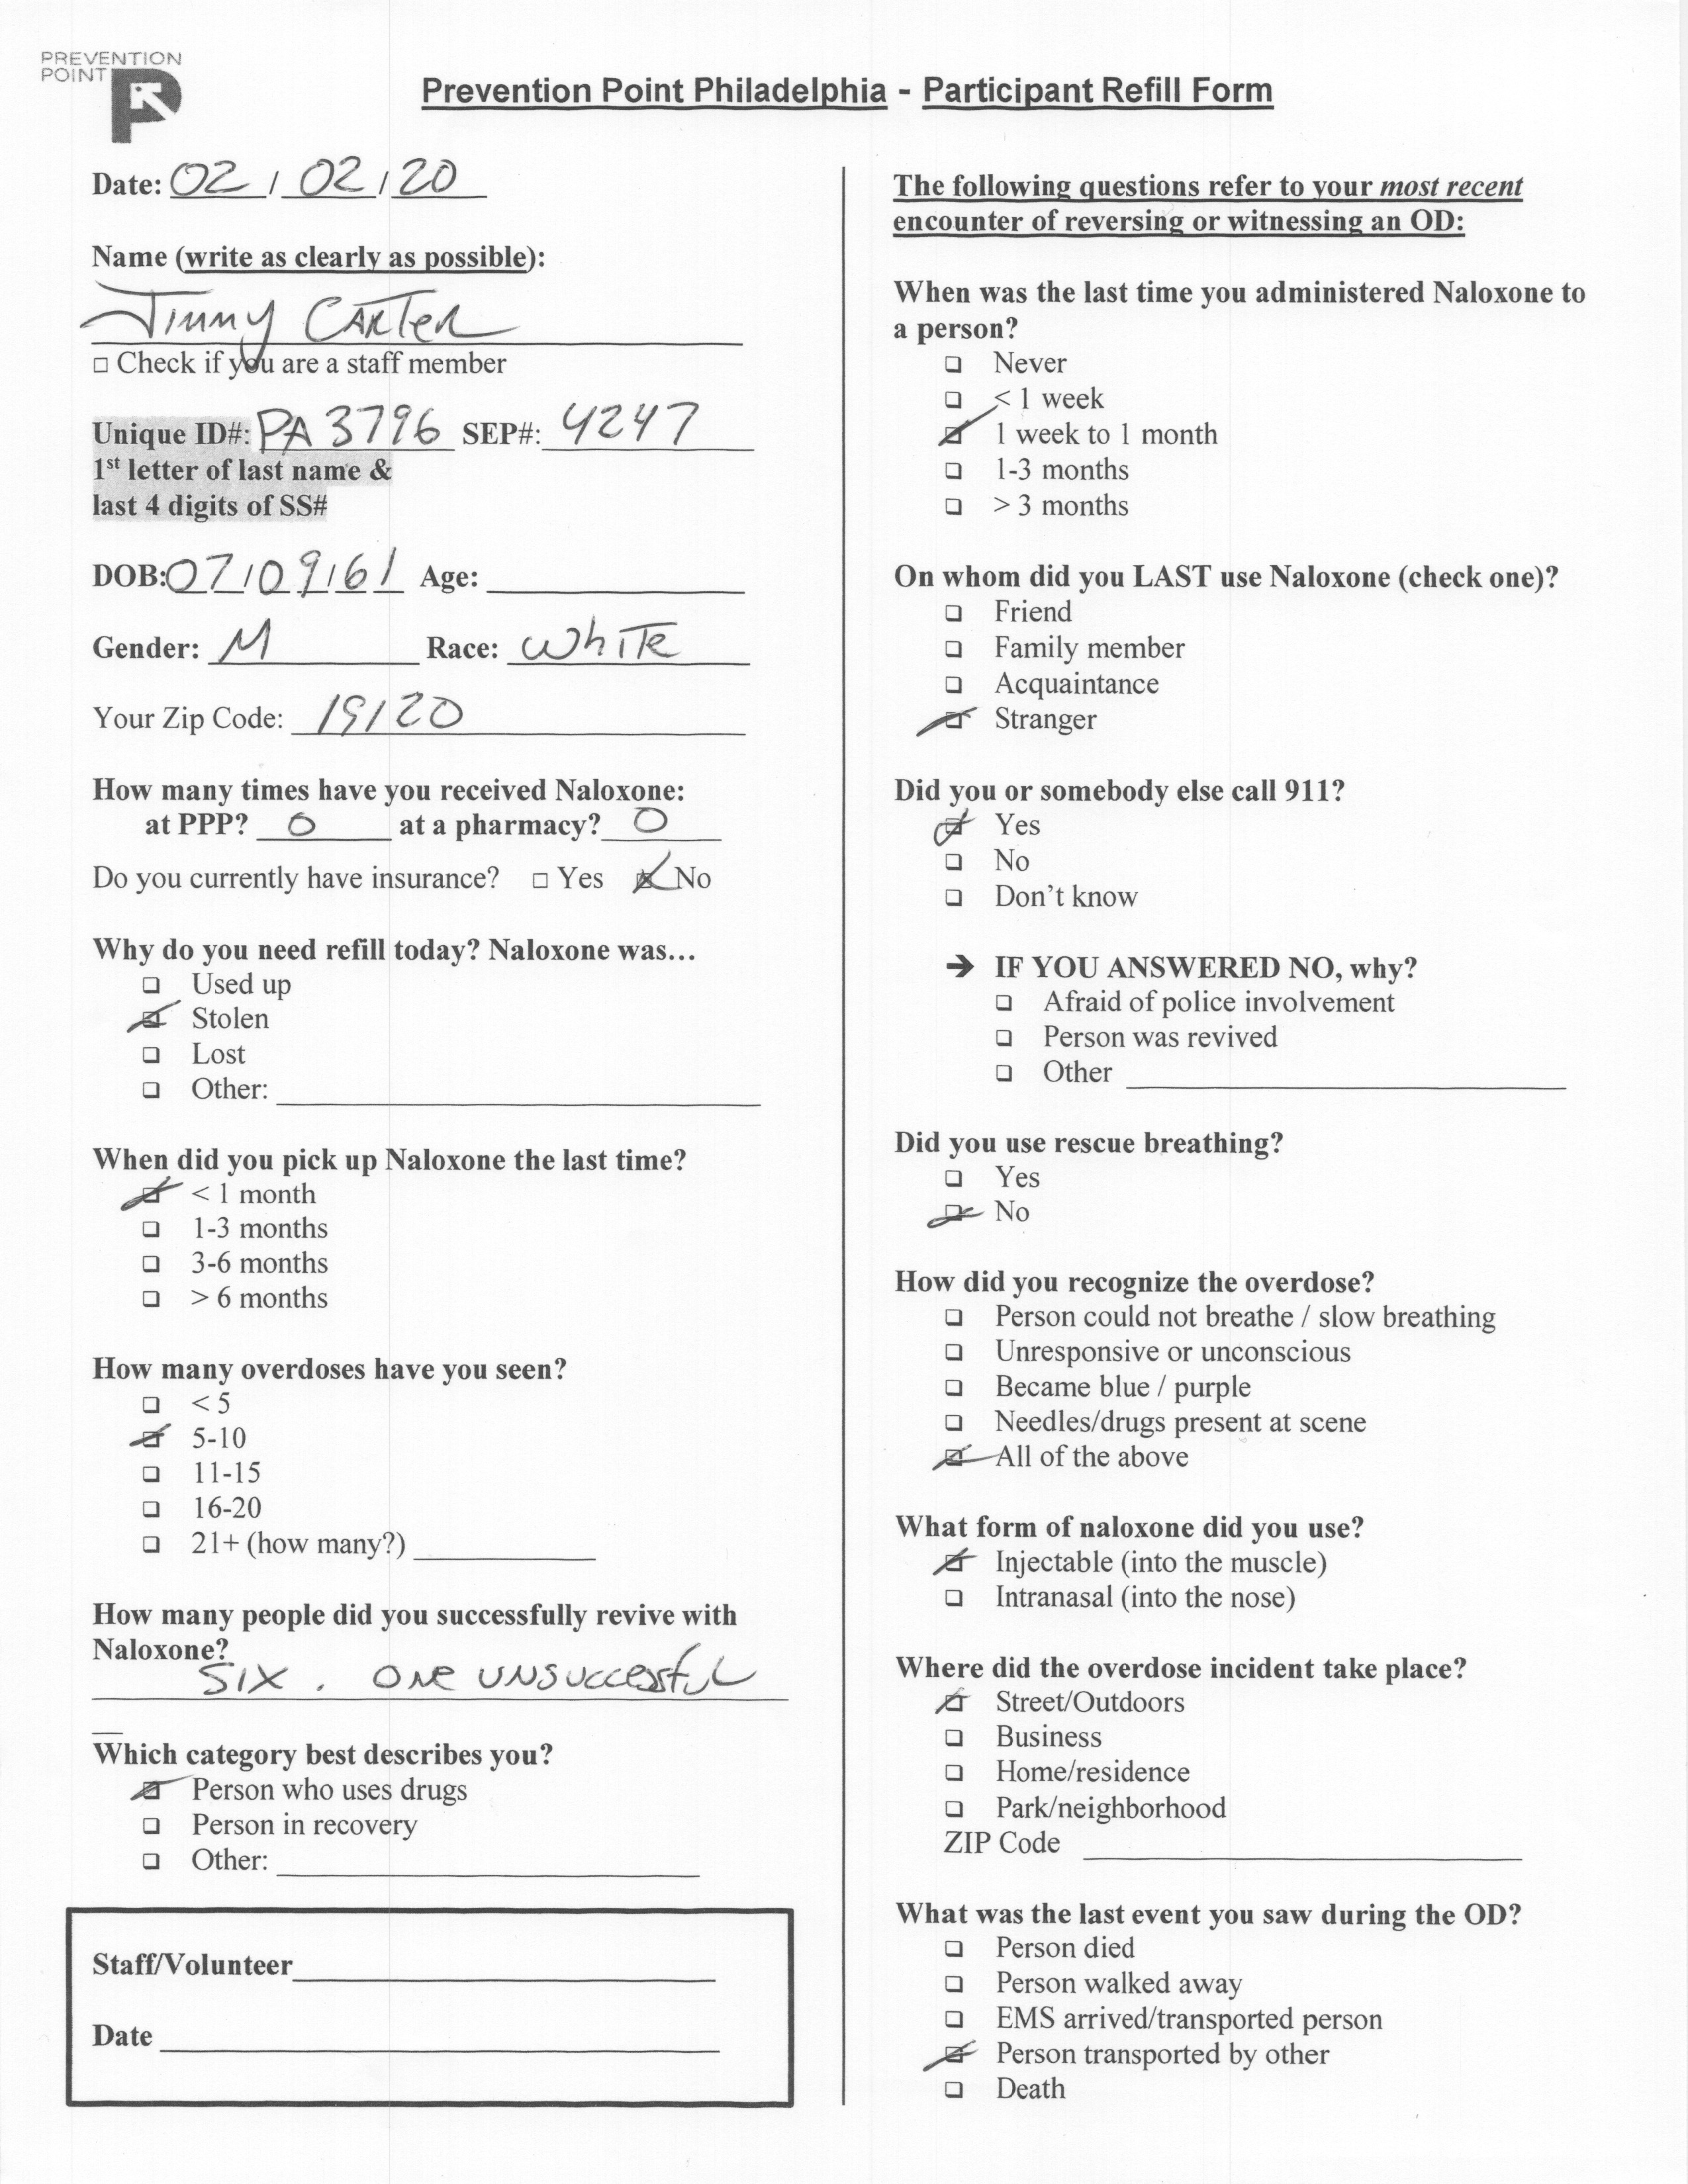 PREVENTION
POINT
Prevention Point Philadelphia - Participant Refill Form
Date: 02 / 02 / 20
Name (write as clearly as possible):
Jimmy Carter
□ Check if you are a staff member
Unique ID#: PA 3796 SEP#: 4247
1st letter of last name &
last 4 digits of SS#
DOB: 07/09/61 Age:
Gender: M Race: White
Your Zip Code: 19120
How many times have you received Naloxone:
at PPP? 0 at a pharmacy? 0
Do you currently have insurance? □ Yes ☒ No
Why do you need refill today? Naloxone was...
❑ Used up
☑ Stolen
❑ Lost
❑ Other:
When did you pick up Naloxone the last time?
☑ < 1 month
❑ 1-3 months
❑ 3-6 months
❑ > 6 months
How many overdoses have you seen?
❑ < 5
☑ 5-10
❑ 11-15
❑ 16-20
❑ 21+ (how many?)
How many people did you successfully revive with
Naloxone?
Six. One unsuccessful
Which category best describes you?
☑ Person who uses drugs
❑ Person in recovery
❑ Other:
Staff/Volunteer
Date
The following questions refer to your most recent
encounter of reversing or witnessing an OD:
When was the last time you administered Naloxone to
a person?
❑ Never
❑ < 1 week
☑ 1 week to 1 month
❑ 1-3 months
❑ > 3 months
On whom did you LAST use Naloxone (check one)?
❑ Friend
❑ Family member
❑ Acquaintance
☑ Stranger
Did you or somebody else call 911?
☑ Yes
❑ No
❑ Don't know
➔ IF YOU ANSWERED NO, why?
❑ Afraid of police involvement
❑ Person was revived
❑ Other
Did you use rescue breathing?
❑ Yes
☑ No
How did you recognize the overdose?
❑ Person could not breathe / slow breathing
❑ Unresponsive or unconscious
❑ Became blue / purple
❑ Needles/drugs present at scene
☑ All of the above
What form of naloxone did you use?
☑ Injectable (into the muscle)
❑ Intranasal (into the nose)
Where did the overdose incident take place?
☑ Street/Outdoors
❑ Business
❑ Home/residence
❑ Park/neighborhood
ZIP Code
What was the last event you saw during the OD?
❑ Person died
❑ Person walked away
❑ EMS arrived/transported person
☑ Person transported by other
❑ Death